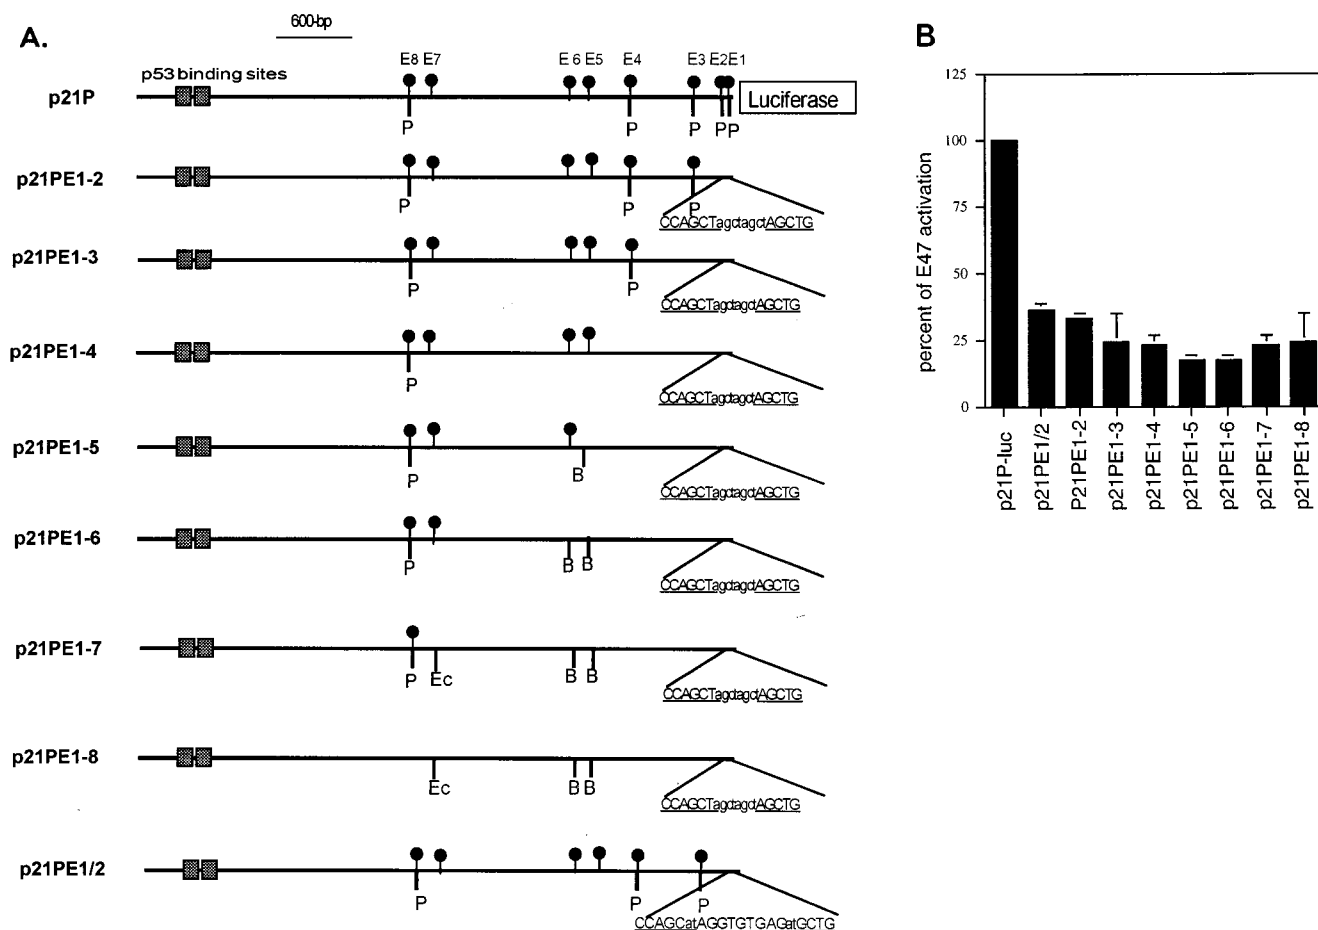 A.
600-bp
E8 E7 E6 E5 E4 E3 E2 E1
p53 binding sites
p21P
Luciferase
P P P P P
p21PE1-2
P P P
CCAGCTagctagctAGCTG
p21PE1-3
P P
CCAGCTagctagctAGCTG
p21PE1-4
P
CCAGCTagctagctAGCTG
p21PE1-5
P B
CCAGCTagctagctAGCTG
p21PE1-6
P B B
CCAGCTagctagctAGCTG
p21PE1-7
P Ec B B
CCAGCTagctagctAGCTG
p21PE1-8
Ec B B
CCAGCTagctagctAGCTG
p21PE1/2
P P P
CCAGCatAGGTGTGAGatGCTG
B
percent of E47 activation
125
100
75
50
25
0
p21P-luc
p21PE1/2
P21PE1-2
p21PE1-3
p21PE1-4
p21PE1-5
p21PE1-6
p21PE1-7
p21PE1-8